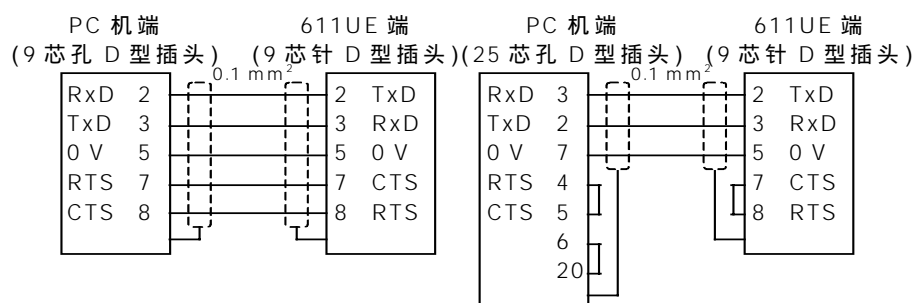 PC 机端 611UE 端
(9 芯孔 D 型插头) (9 芯针 D 型插头) (25 芯孔 D 型插头) (9 芯针 D 型插头)
0.1 mm² 0.1 mm²
RxD 2 2 TxD RxD 3 2 TxD
TxD 3 3 RxD TxD 2 3 RxD
0 V 5 5 0 V 0 V 7 5 0 V
RTS 7 7 CTS RTS 4 7 CTS
CTS 8 8 RTS CTS 5 8 RTS
6
20
PC 机端 611UE 端